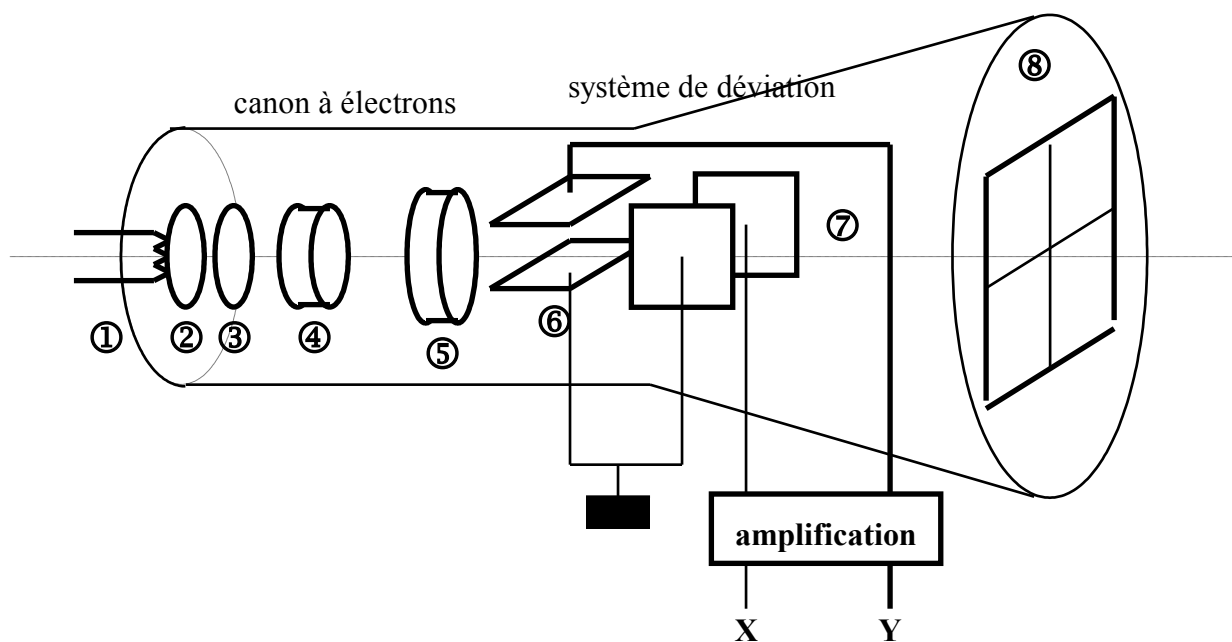 ⑧
système de déviation
canon à électrons
⑦
⑥
① ② ③ ④ ⑤
amplification
X Y